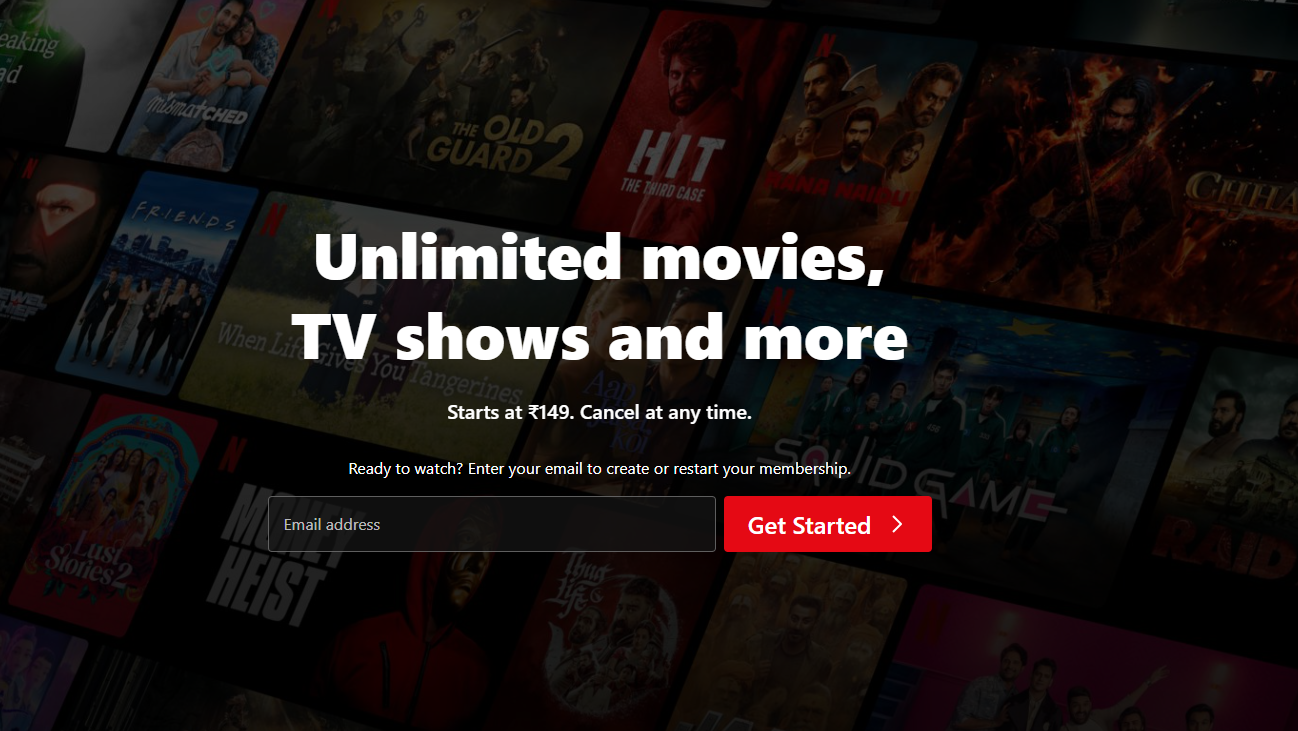 eaking
ad
mismatched
THE OLD
GUARD 2
HIT
THE THIRD CASE
RANA NAIDU
CHHA
FRIENDS
Unlimited movies,
TV shows and more
When Life Gives You Tangerines
Starts at ₹149. Cancel at any time.
Ready to watch? Enter your email to create or restart your membership.
Email address
Get Started
SQUID GAME
RAID
Lust
Stories 2
MONEY
HEIST
Thug
Life